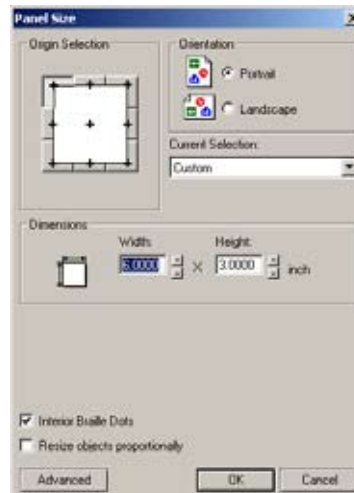 Panel Size
Origin Selection
Orientation
Portrait
Landscape
Current Selection:
Custom
Dimensions
Width:
Height:
6.0000
3.0000
inch
Interior Braille Dots
Resize objects proportionally
Advanced
OK
Cancel